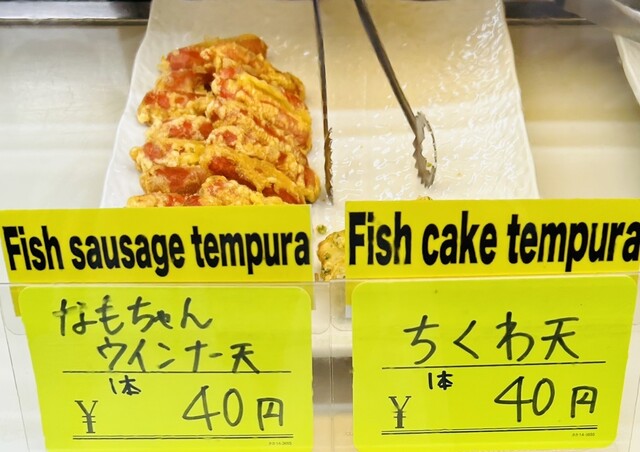 Fish sausage tempura
なもちゃん
ウインナー天
1本
¥ 40円
Fish cake tempura
ちくわ天
1本
¥ 40円